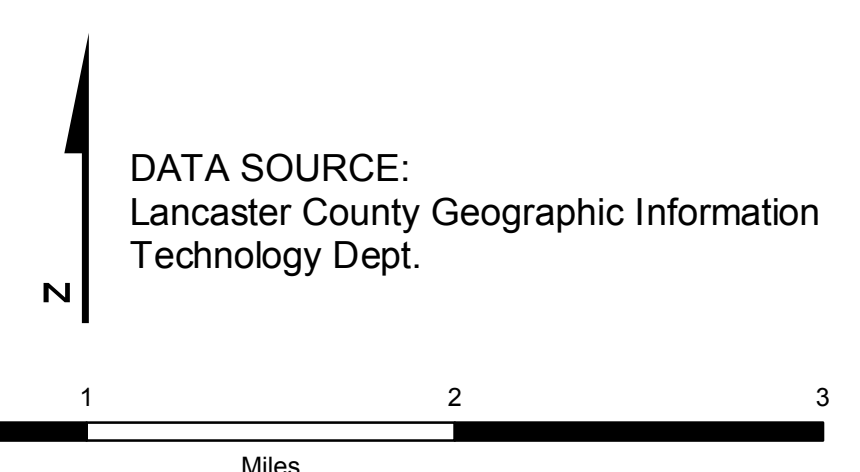 DATA SOURCE:
Lancaster County Geographic Information
Technology Dept.
N
1 2 3
Miles